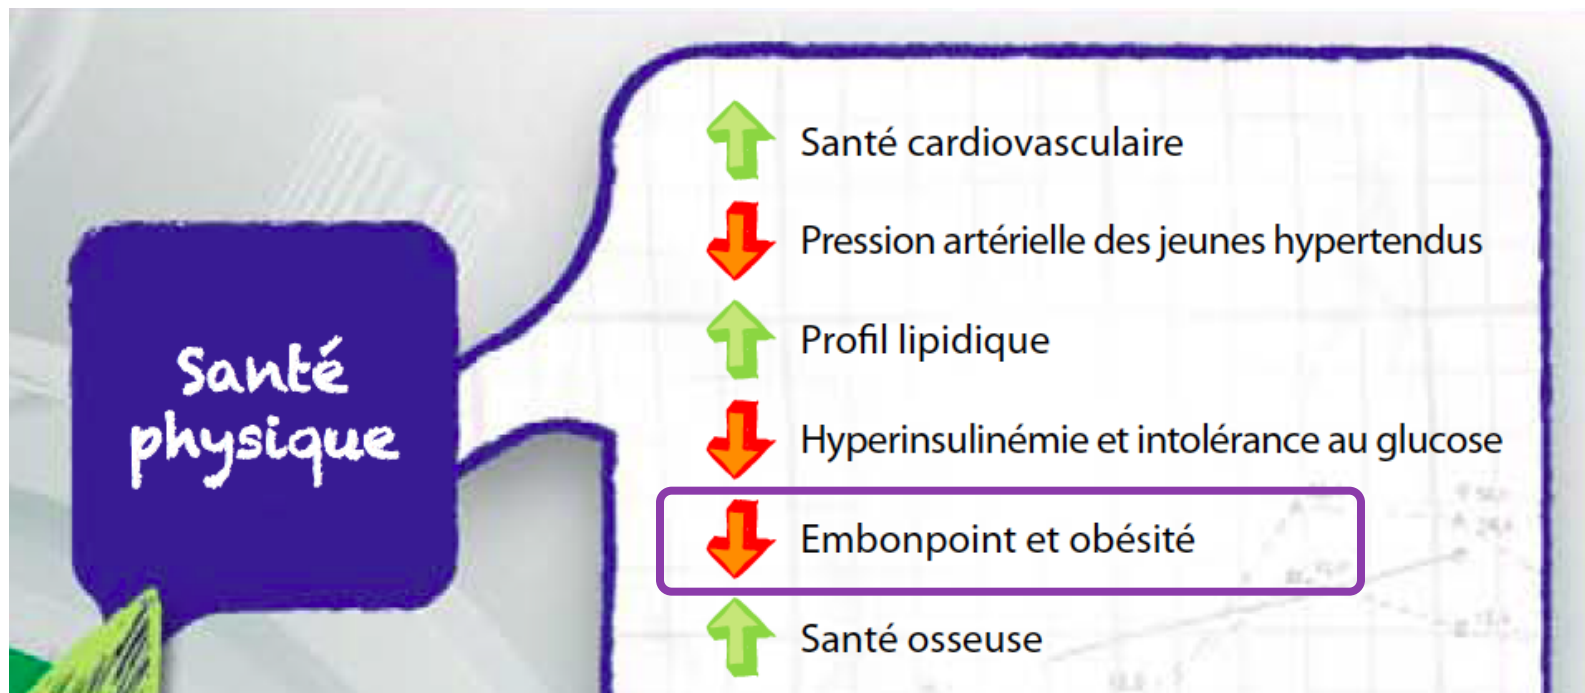 Santé
physique
Santé cardiovasculaire
Pression artérielle des jeunes hypertendus
Profil lipidique
Hyperinsulinémie et intolérance au glucose
Embonpoint et obésité
Santé osseuse